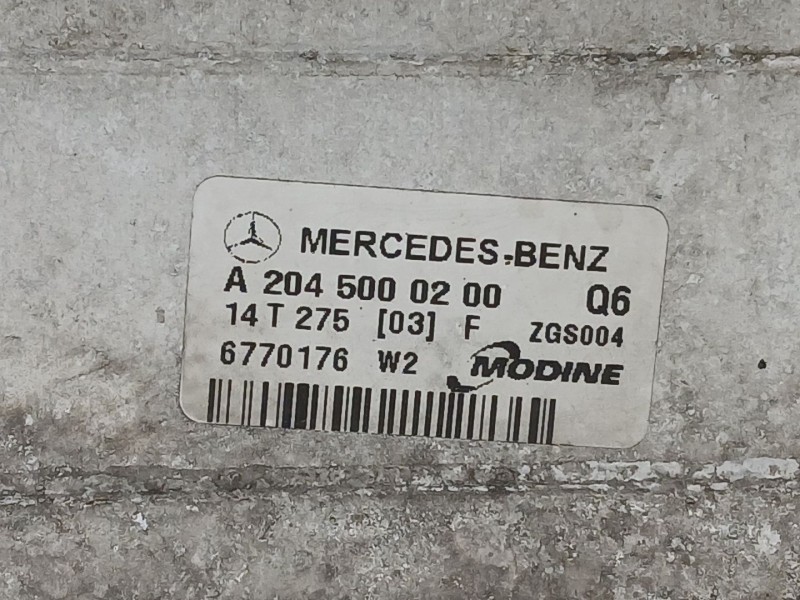 MERCEDES-BENZ
A 204 500 02 00 Q6
14 T 275 [03] F ZGS004
6770176 W2 MODINE